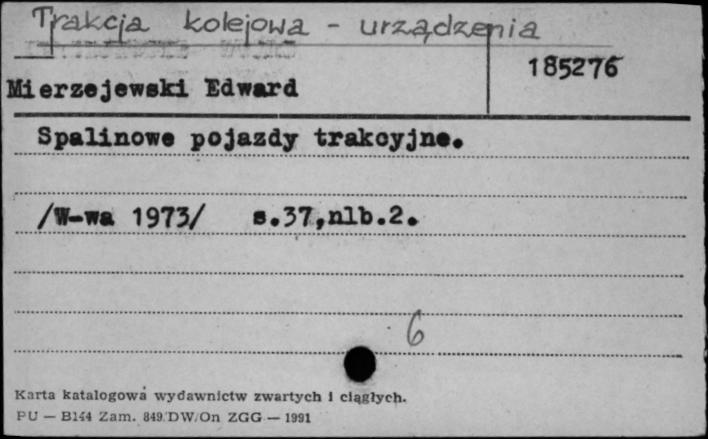 Trakcja kolejowa - urządzenia
185276
Mierzejewski Edward
Spalinowe pojazdy trakcyjne.
/W-wa 1973/ s.37,nlb.2.
6
Karta katalogowa wydawnictw zwartych i ciągłych.
PU — B144 Zam. 849/DW/On ZGG — 1991